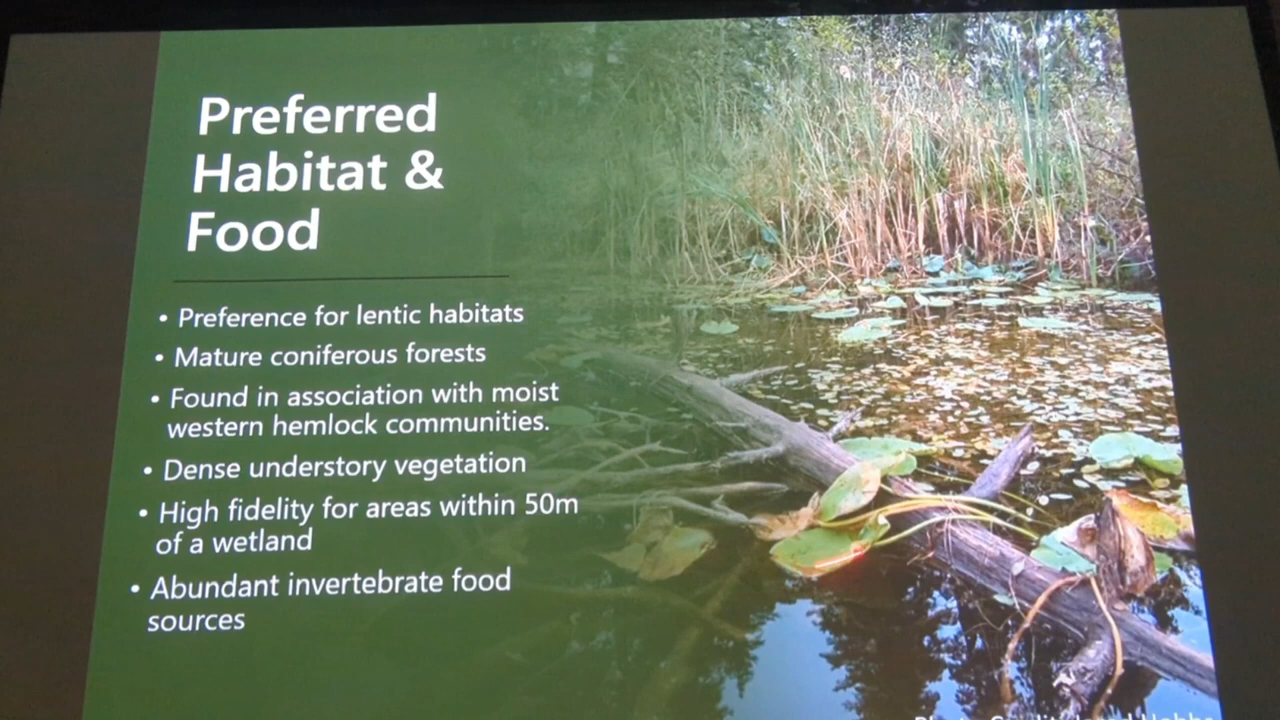 Preferred
Habitat &
Food
• Preference for lentic habitats
• Mature coniferous forests
• Found in association with moist
western hemlock communities.
• Dense understory vegetation
• High fidelity for areas within 50m
of a wetland
• Abundant invertebrate food
sources